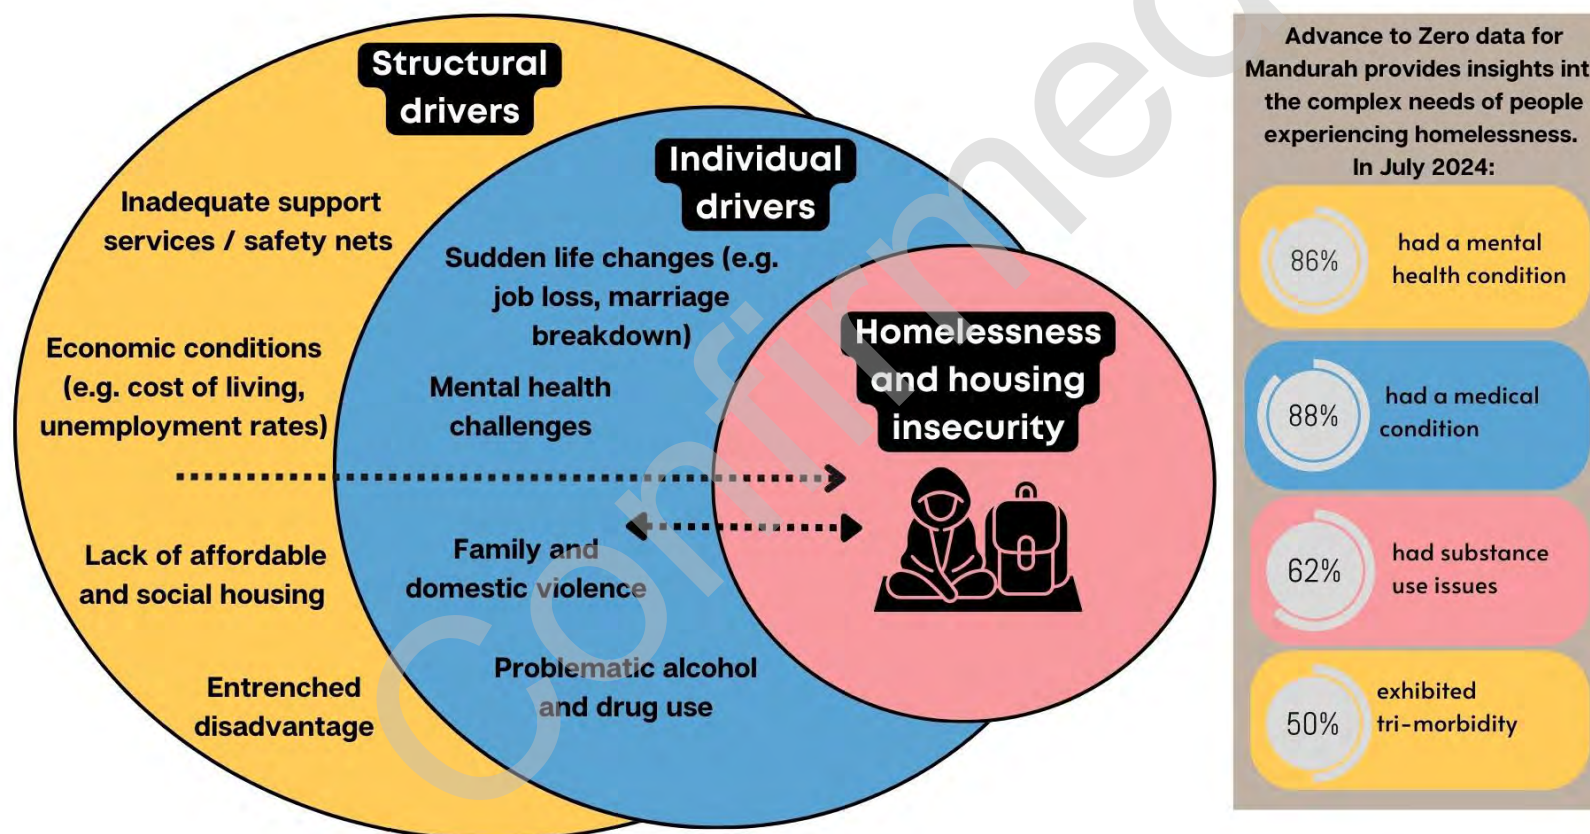 Structural
drivers
Inadequate support
services / safety nets
Economic conditions
(e.g. cost of living,
unemployment rates)
Lack of affordable
and social housing
Entrenched
disadvantage
Individual
drivers
Sudden life changes (e.g.
job loss, marriage
breakdown)
Mental health
challenges
Family and
domestic violence
Problematic alcohol
and drug use
Homelessness
and housing
insecurity
Advance to Zero data for
Mandurah provides insights int
the complex needs of people
experiencing homelessness.
In July 2024:
86%
had a mental
health condition
88%
had a medical
condition
62%
had substance
use issues
50%
exhibited
tri-morbidity
Confirmed